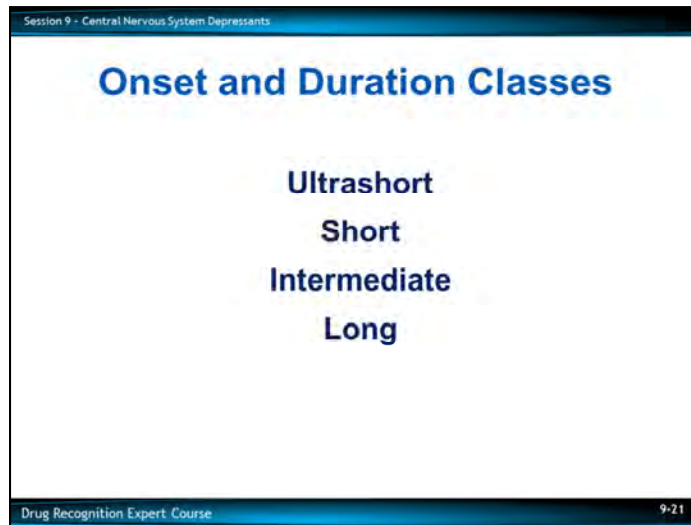 Session 9 - Central Nervous System Depressants
Onset and Duration Classes
Ultrashort
Short
Intermediate
Long
Drug Recognition Expert Course
9-21